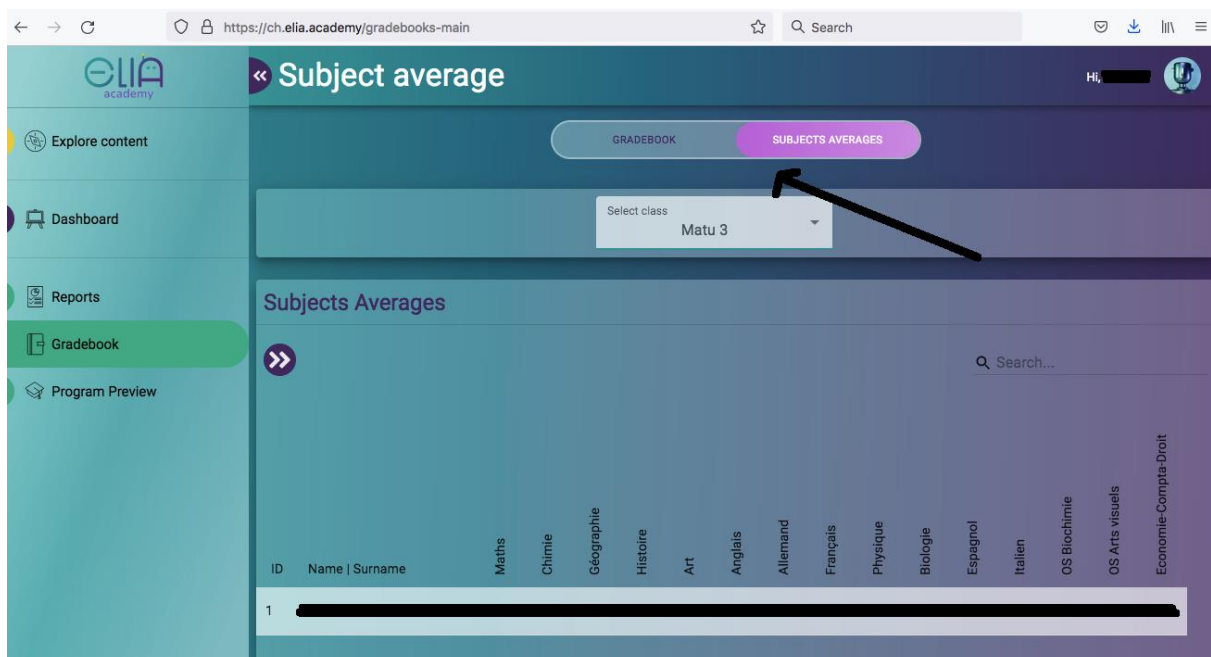 https://ch.elia.academy/gradebooks-main
Search
ELIA
academy
Subject average
Hi,
Explore content
GRADEBOOK
SUBJECTS AVERAGES
Dashboard
Select class
Matu 3
Reports
Subjects Averages
Gradebook
Search...
Program Preview
ID
Name | Surname
Maths
Chimie
Géographie
Histoire
Art
Anglais
Allemand
Français
Physique
Biologie
Espagnol
Italien
OS Biochimie
OS Arts visuels
Economie-Compta-Droit
1